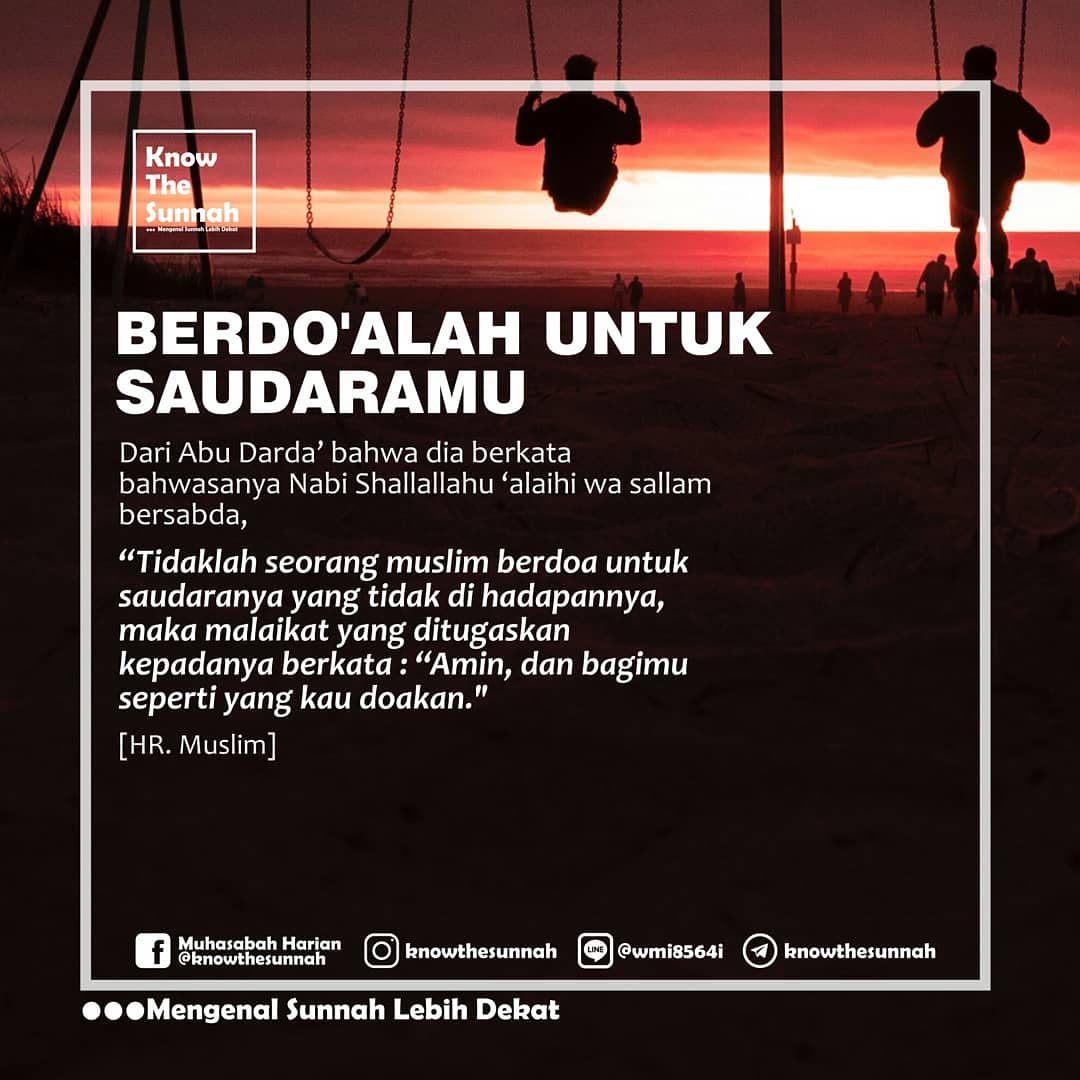 Know
The
Sunnah
••• Mengenal Sunnah Lebih Dekat
BERDO'ALAH UNTUK
SAUDARAMU
Dari Abu Darda’ bahwa dia berkata
bahwasanya Nabi Shallallahu ‘alaihi wa sallam
bersabda,
“Tidaklah seorang muslim berdoa untuk
saudaranya yang tidak di hadapannya,
maka malaikat yang ditugaskan
kepadanya berkata : “Amin, dan bagimu
seperti yang kau doakan."
[HR. Muslim]
Muhasabah Harian
@knowthesunnah
knowthesunnah
LINE
@wmi8564i
knowthesunnah
●●●Mengenal Sunnah Lebih Dekat